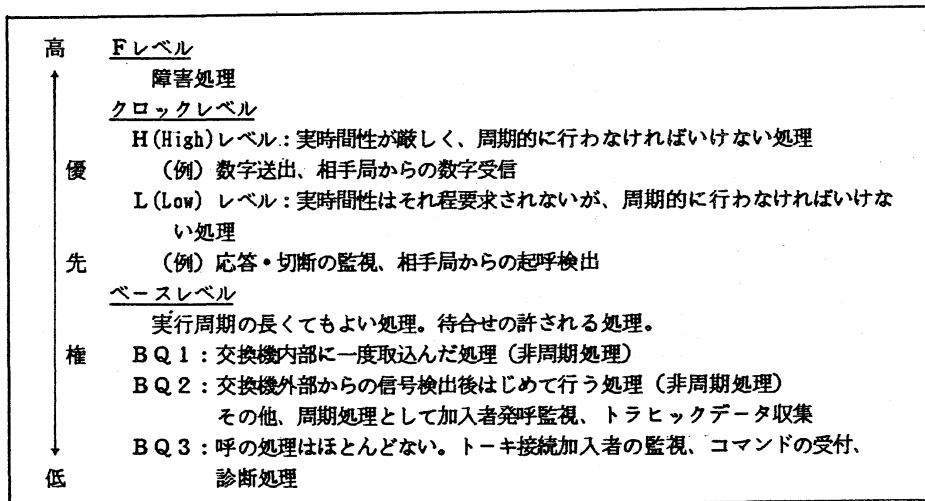 高 Fレベル
障害処理
クロックレベル
H(High)レベル:実時間性が厳しく、周期的に行わなければいけない処理
優 (例)数字送出、相手局からの数字受信
L(Low) レベル:実時間性はそれ程要求されないが、周期的に行わなければいけな
い処理
先 (例)応答・切断の監視、相手局からの起呼検出
ベースレベル
実行周期の長くてもよい処理。待合せの許される処理。
権 BQ1:交換機内部に一度取込んだ処理(非周期処理)
BQ2:交換機外部からの信号検出後はじめて行う処理(非周期処理)
その他、周期処理として加入者発呼監視、トラヒックデータ収集
BQ3:呼の処理はほとんどない。トーキ接続加入者の監視、コマンドの受付、
低 診断処理